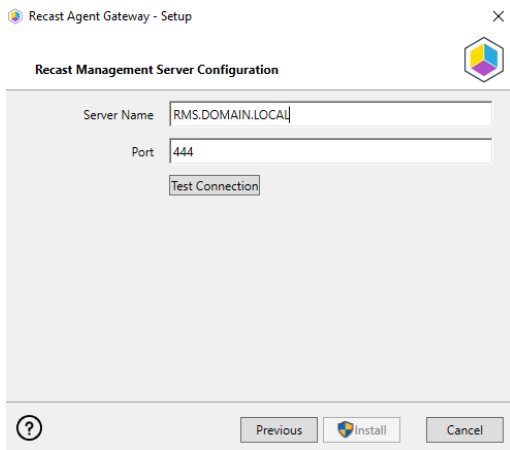 Recast Agent Gateway - Setup
Recast Management Server Configuration
Server Name RMS.DOMAIN.LOCAL
Port 444
Test Connection
? Previous Install Cancel